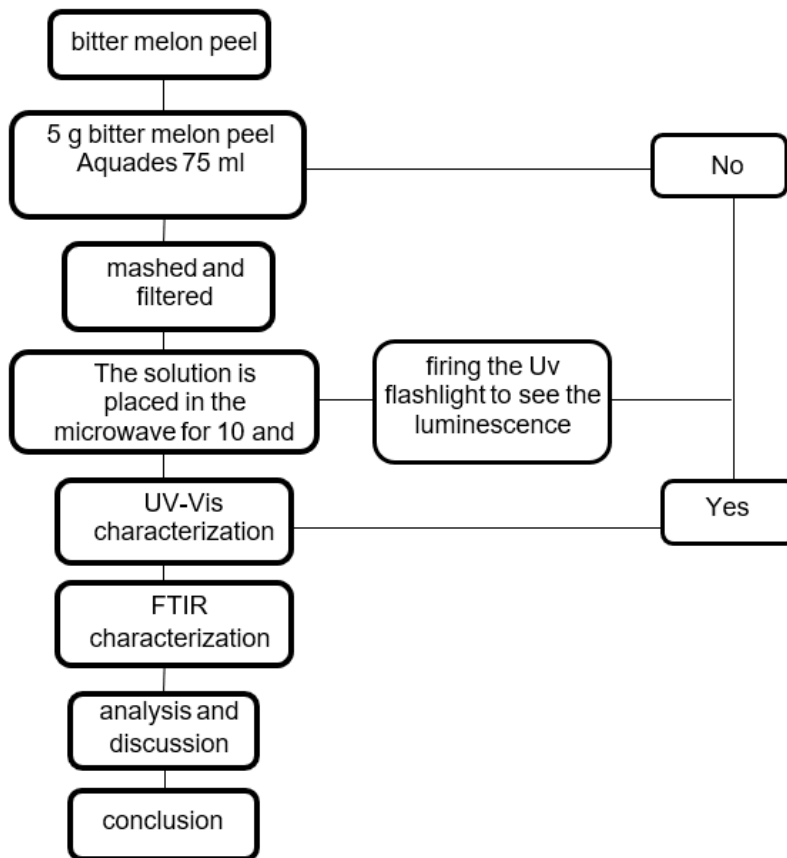 bitter melon peel
5 g bitter melon peel
Aquades 75 ml
No
mashed and
filtered
The solution is
placed in the
microwave for 10 and
firing the Uv
flashlight to see the
luminescence
UV-Vis
characterization
Yes
FTIR
characterization
analysis and
discussion
conclusion